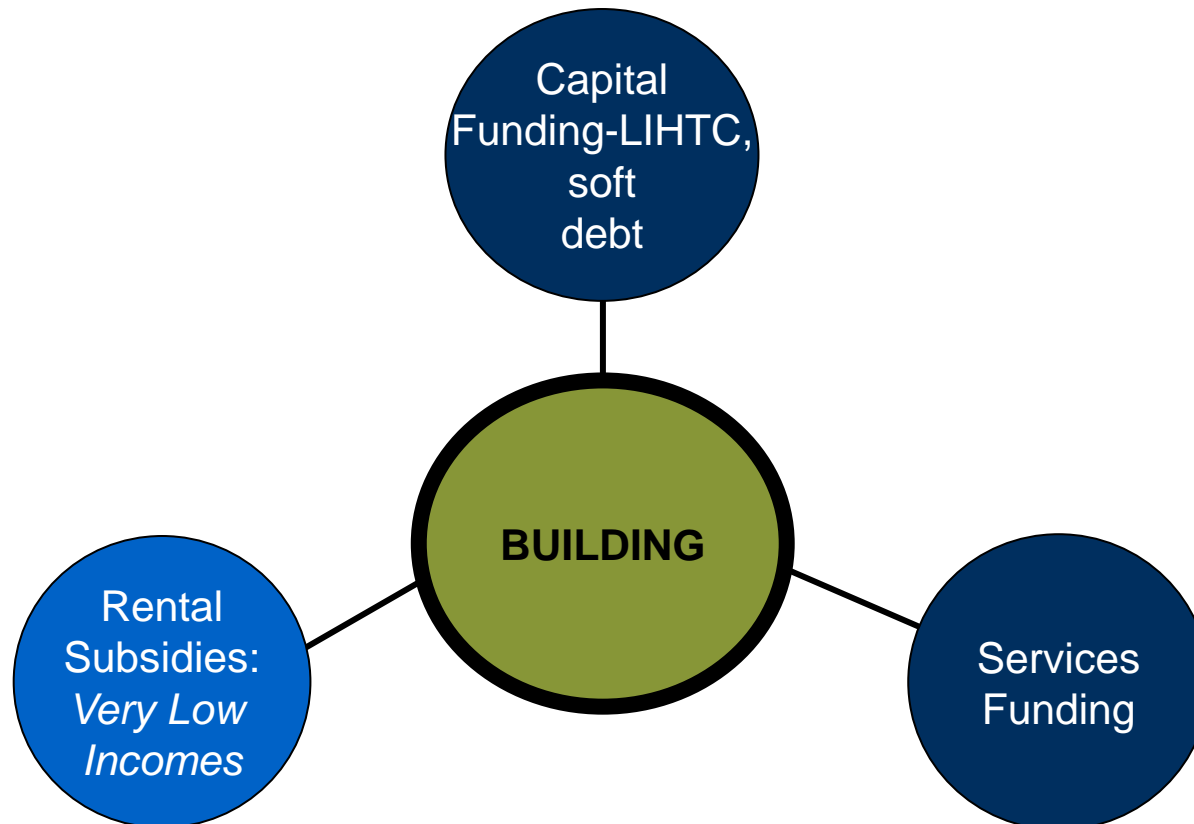 Capital
Funding-LIHTC,
soft
debt
BUILDING
Rental
Subsidies:
Very Low
Incomes
Services
Funding